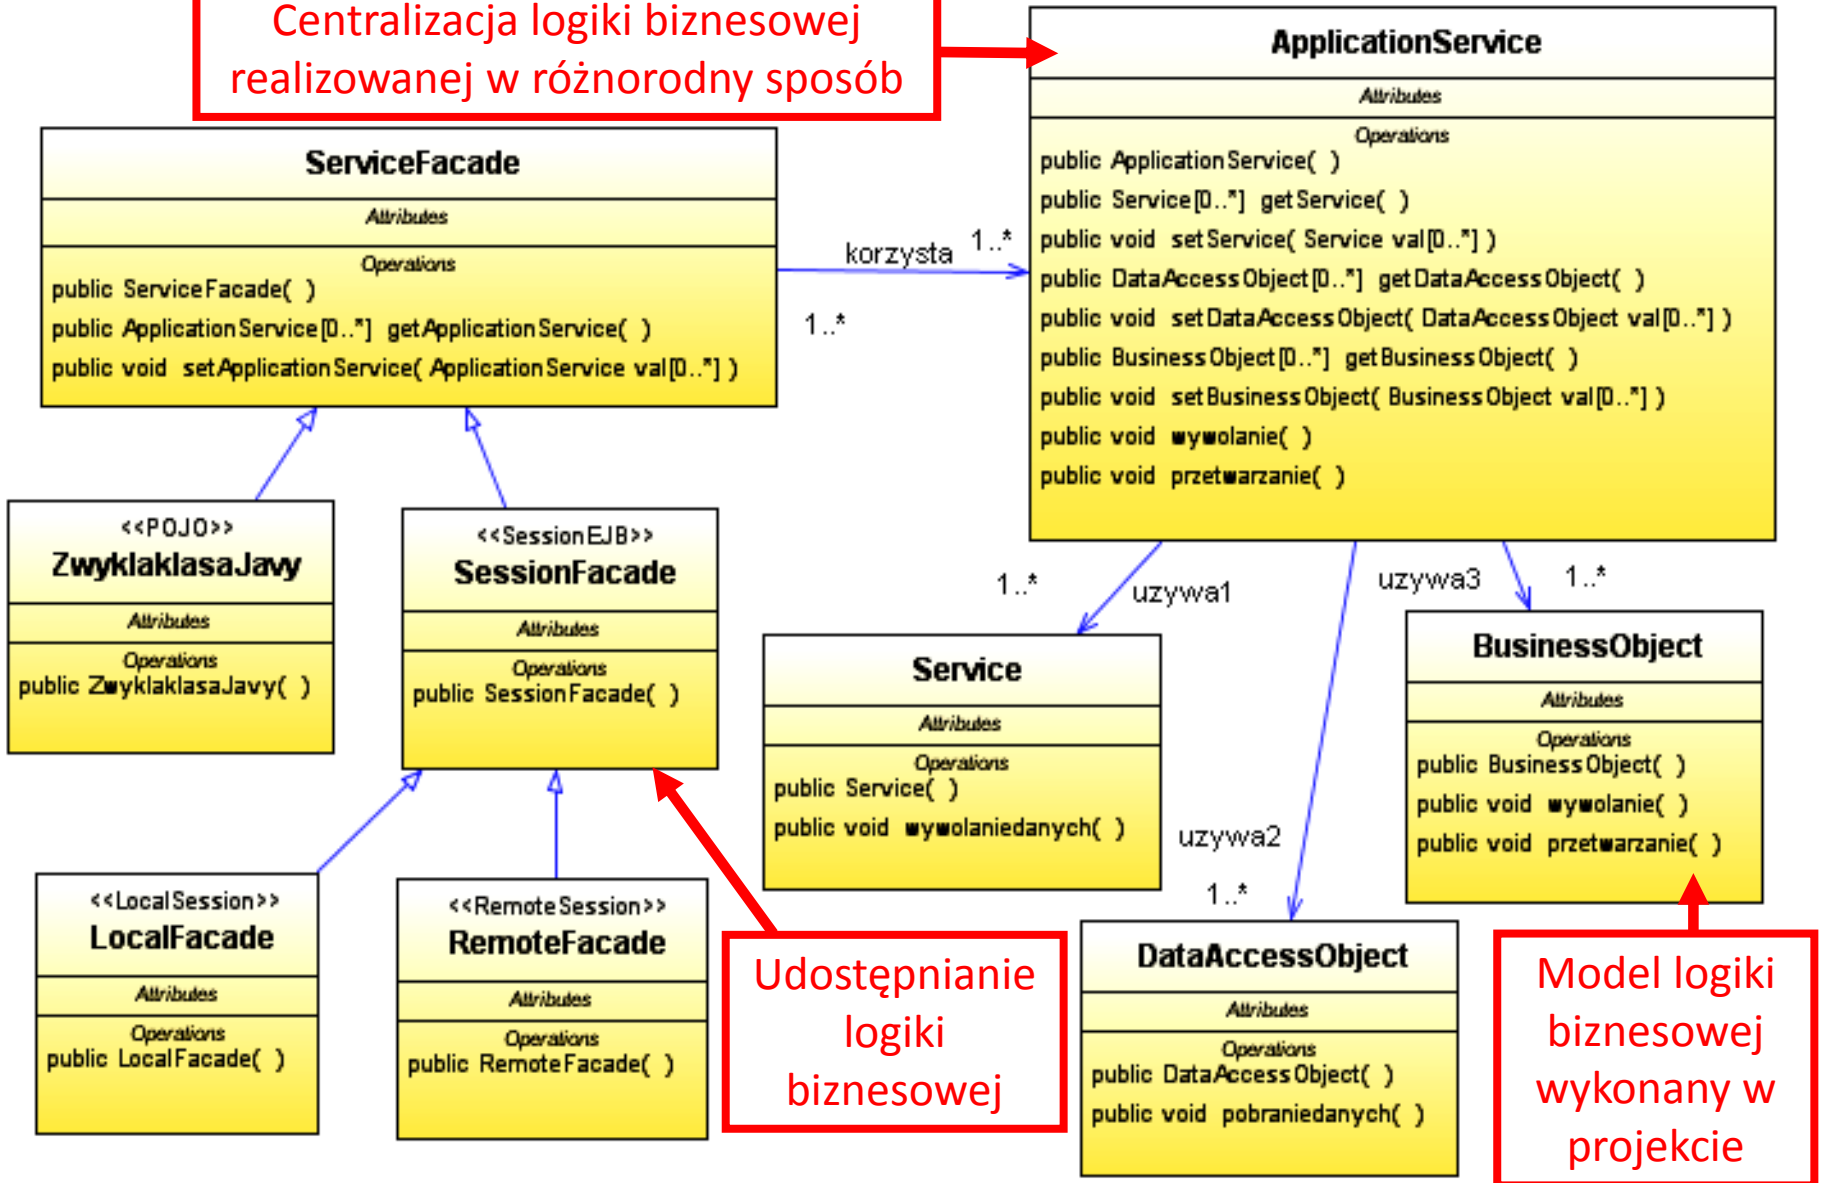 Centralizacja logiki biznesowej
realizowanej w różnorodny sposób
ApplicationService
Attributes
Operations
public ApplicationService( )
public Service[0..*] getService( )
public void setService( Service val[0..*] )
public DataAccessObject[0..*] getDataAccessObject( )
public void setDataAccessObject( DataAccessObject val[0..*] )
public BusinessObject[0..*] getBusinessObject( )
public void setBusinessObject( BusinessObject val[0..*] )
public void wywolanie( )
public void przetwarzanie( )
ServiceFacade
Attributes
Operations
public ServiceFacade( )
public ApplicationService[0..*] getApplicationService( )
public void setApplicationService( ApplicationService val[0..*] )
korzysta
1..*
1..*
<<POJO>>
ZwyklaklasaJavy
Attributes
Operations
public ZwyklaklasaJavy( )
<<SessionEJB>>
SessionFacade
Attributes
Operations
public SessionFacade( )
1..*
uzywa1
uzywa3
1..*
Service
Attributes
Operations
public Service( )
public void wywolaniedanych( )
BusinessObject
Attributes
Operations
public BusinessObject( )
public void wywolanie( )
public void przetwarzanie( )
uzywa2
1..*
<<LocalSession>>
LocalFacade
Attributes
Operations
public LocalFacade( )
<<RemoteSession>>
RemoteFacade
Attributes
Operations
public RemoteFacade( )
Udostępnianie
logiki
biznesowej
DataAccessObject
Attributes
Operations
public DataAccessObject( )
public void pobraniedanych( )
Model logiki
biznesowej
wykonany w
projekcie